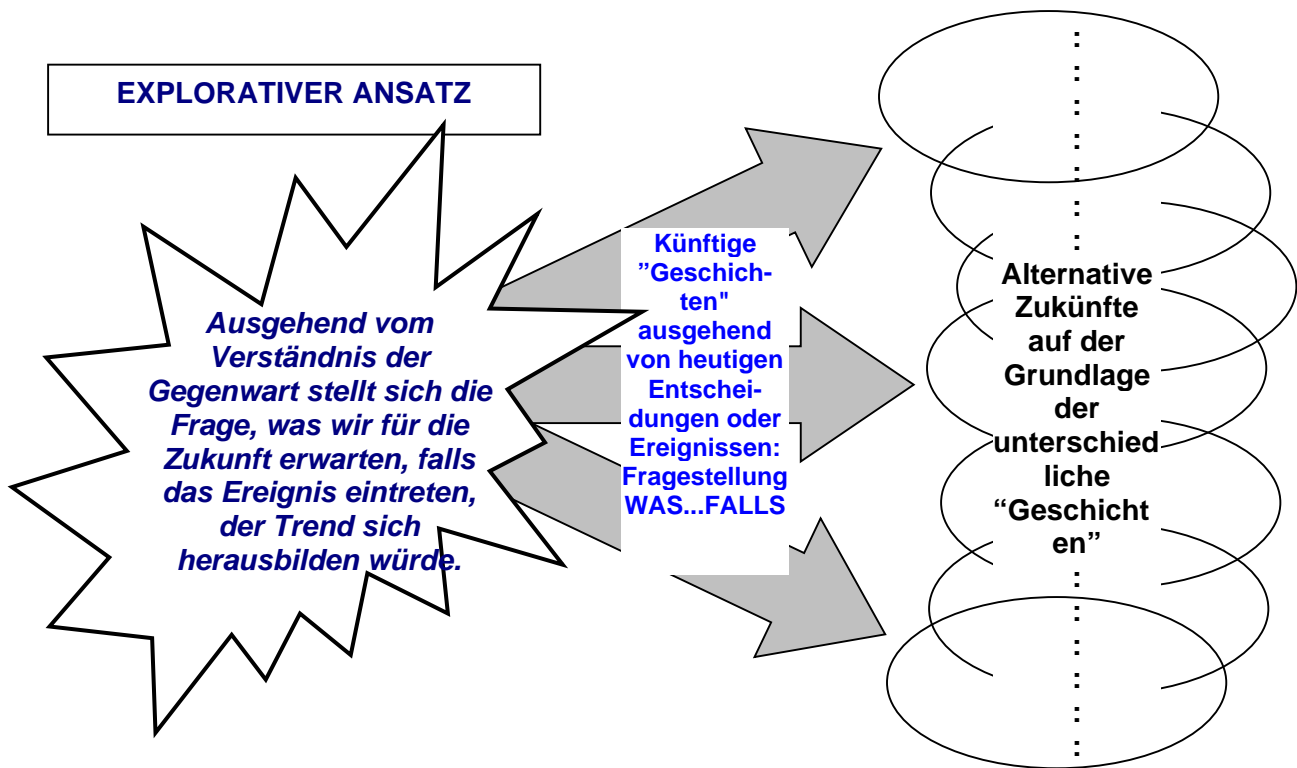 EXPLORATIVER ANSATZ
Ausgehend vom
Verständnis der
Gegenwart stellt sich die
Frage, was wir für die
Zukunft erwarten, falls
das Ereignis eintreten,
der Trend sich
herausbilden würde.
Künftige
”Geschich-
ten"
ausgehend
von heutigen
Entschei-
dungen oder
Ereignissen:
Fragestellung
WAS...FALLS
:
:
:
:
:
:
:
Alternative
Zukünfte
auf der
Grundlage
der
unterschied
liche
“Geschicht
en”
:
:
:
:
:
: